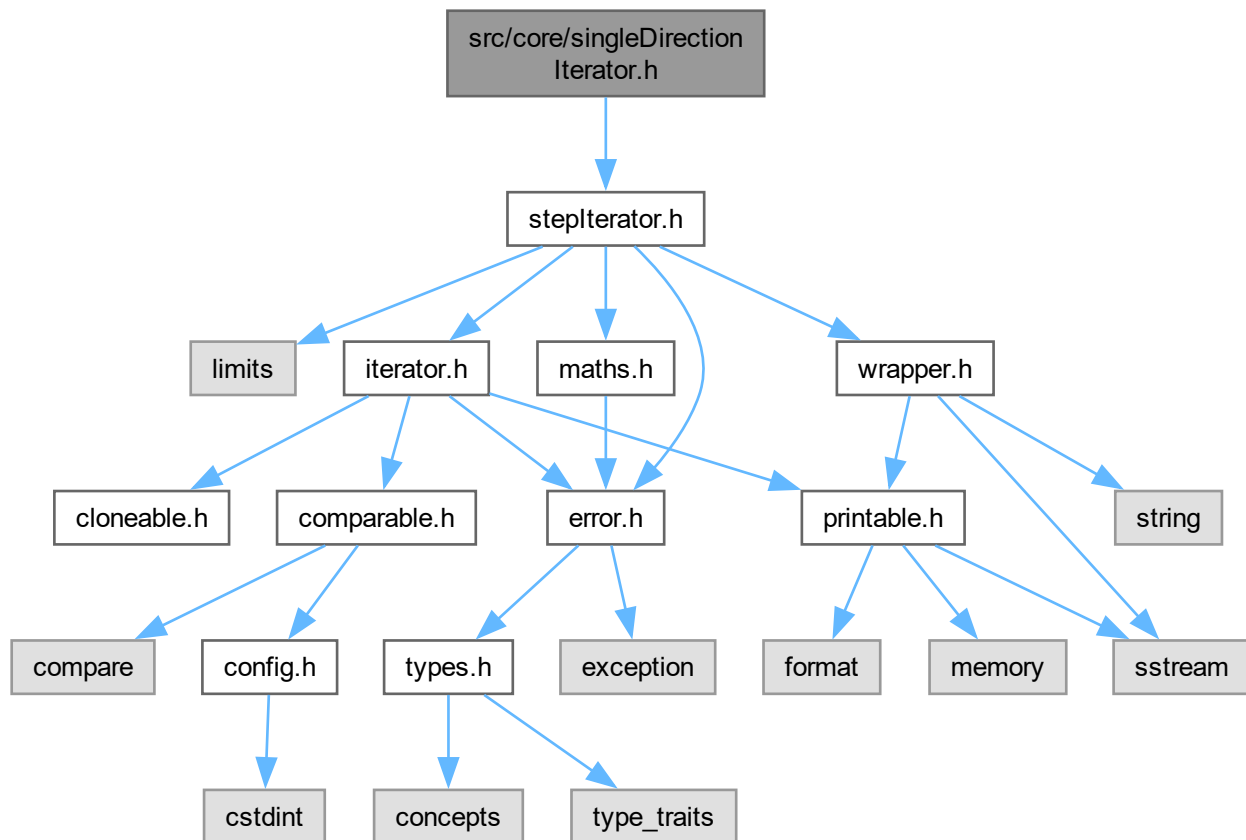 src/core/singleDirection
Iterator.h
stepIterator.h
limits
iterator.h
maths.h
wrapper.h
cloneable.h
comparable.h
error.h
printable.h
string
compare
config.h
types.h
exception
format
memory
sstream
cstdint
concepts
type_traits